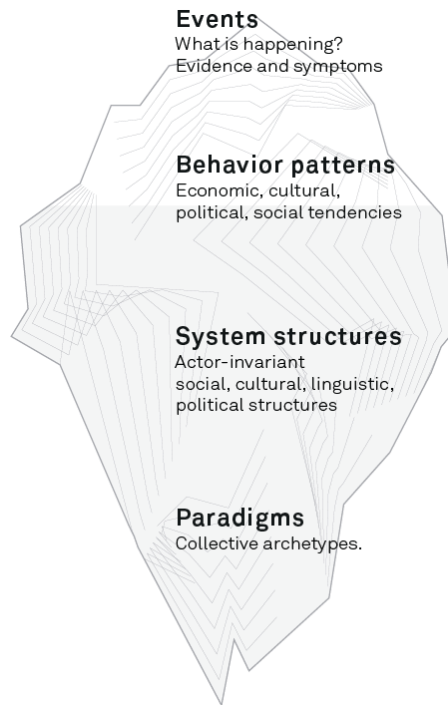 Events
What is happening?
Evidence and symptoms
Behavior patterns
Economic, cultural,
political, social tendencies
System structures
Actor-invariant
social, cultural, linguistic,
political structures
Paradigms
Collective archetypes.